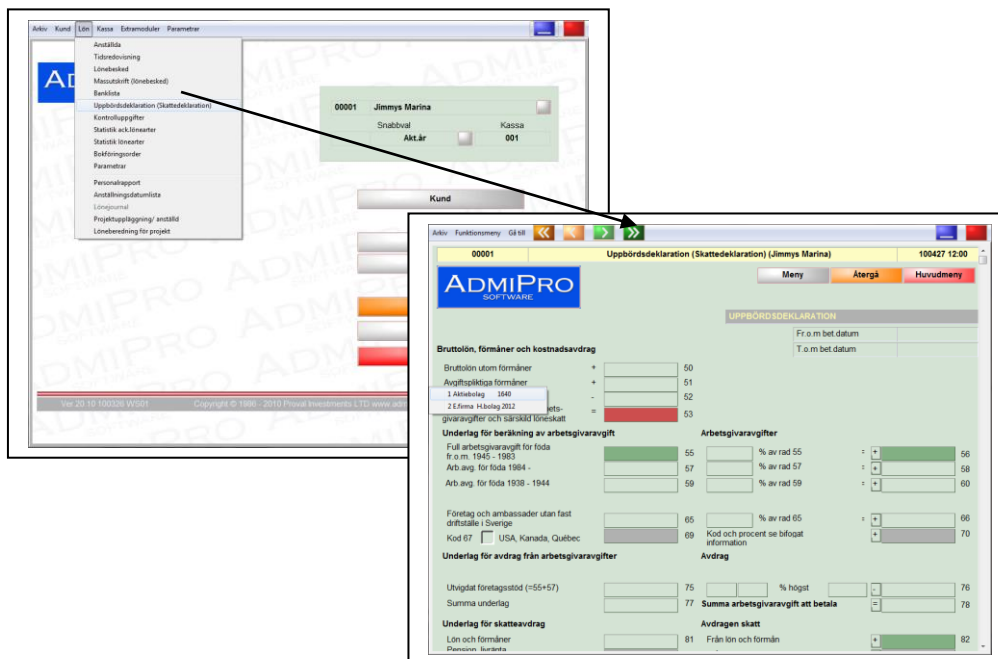 Arkiv Kund Lön Kassa Extramoduler Parametrar
Anställda
Tidsredovisning
Lönebesked
Massutskrift (lönebesked)
Banklista
Uppbördsdeklaration (Skattedeklaration)
Kontrolluppgifter
Statistik ack.lönearter
Statistik lönearter
Bokföringsorder
Parametrar
Personalrapport
Anställningsdatumlista
Lönejournal
Projektuppläggning/ anställd
Löneberedning för projekt
00001 Jimmys Marina
Snabbval Kassa
Akt.år 001
Kund
Ver.20 10 100326 WS01 Copyright © 1990 - 2010 Proval Investments LTD
Arkiv Funktionsmeny Gå till
00001 Uppbördsdeklaration (Skattedeklaration) (Jimmys Marina) 100427 12:00
ADMIPRO
SOFTWARE
Meny Återgå Huvudmeny
UPPBÖRDSDEKLARATION
Fr.o.m bet.datum
T.o.m bet.datum
Bruttolön, förmåner och kostnadsavdrag
Bruttolön utom förmåner + 50
Avgiftspliktiga förmåner + 51
1 Aktiebolag 1640
- 52
2 E.firma H.bolag 2012
= 53
givaravgifter och särskild löneskatt
Underlag för beräkning av arbetsgivaravgift Arbetsgivaravgifter
Full arbetsgivaravgift för föda
fr.o.m. 1945 - 1983 55 % av rad 55 = + 56
Arb.avg. för föda 1984 - 57 % av rad 57 = + 58
Arb.avg. för föda 1938 - 1944 59 % av rad 59 = + 60
Företag och ambassader utan fast
driftställe i Sverige 65 % av rad 65 = + 66
Kod 67 USA, Kanada, Québec 69 Kod och procent se bifogat
information + 70
Underlag för avdrag från arbetsgivaravgifter Avdrag
Utvigdat företagsstöd (=55+57) 75 % högst - 76
Summa underlag 77 Summa arbetsgivaravgift att betala = 78
Underlag för skatteavdrag Avdragen skatt
Lön och förmåner 81 Från lön och förmån + 82
Pension, livränta